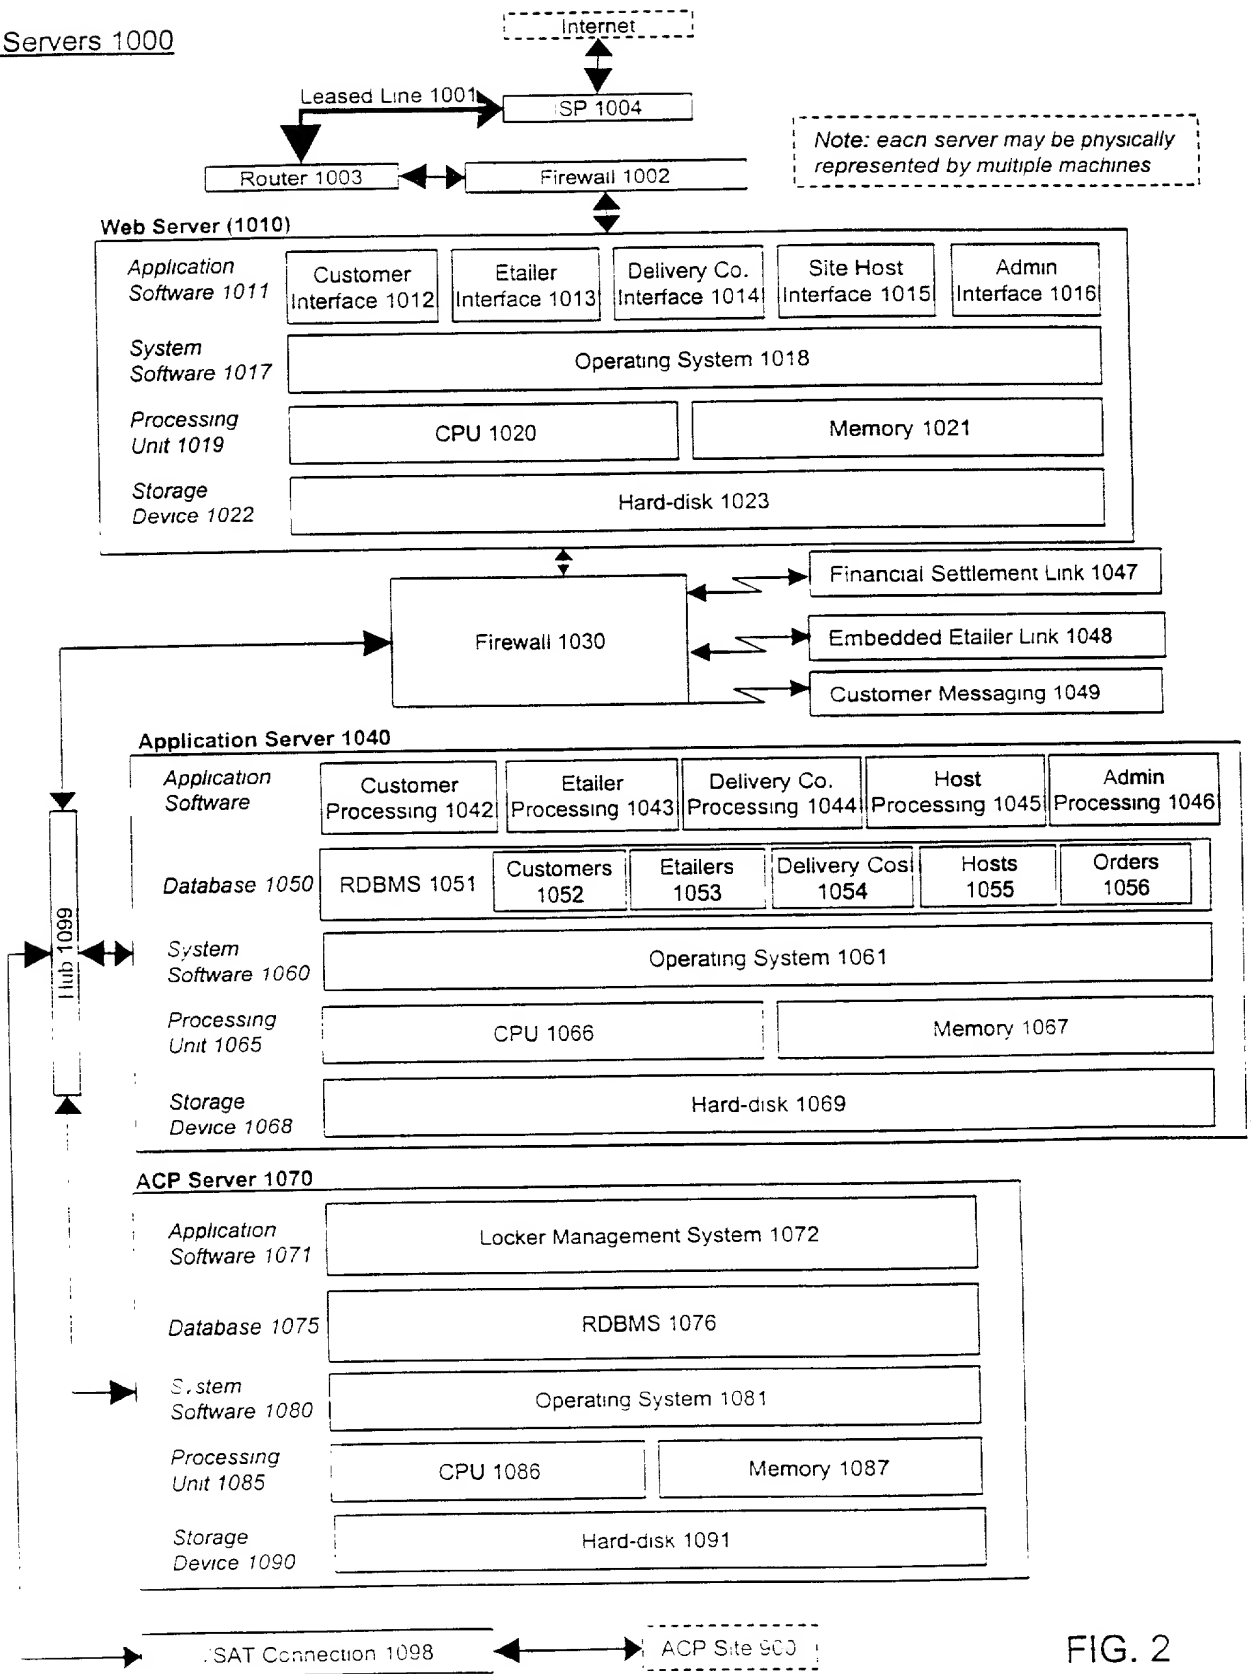 Servers 1000
Internet
Leased Line 1001
ISP 1004
Note: each server may be physically
represented by multiple machines
Router 1003
Firewall 1002
Web Server (1010)
Application
Software 1011
Customer
Interface 1012
Etailer
Interface 1013
Delivery Co.
Interface 1014
Site Host
Interface 1015
Admin
Interface 1016
System
Software 1017
Operating System 1018
Processing
Unit 1019
CPU 1020
Memory 1021
Storage
Device 1022
Hard-disk 1023
Financial Settlement Link 1047
Firewall 1030
Embedded Etailer Link 1048
Customer Messaging 1049
Application Server 1040
Application
Software
Customer
Processing 1042
Etailer
Processing 1043
Delivery Co.
Processing 1044
Host
Processing 1045
Admin
Processing 1046
Database 1050
RDBMS 1051
Customers
1052
Etailers
1053
Delivery Cos
1054
Hosts
1055
Orders
1056
Hub 1099
System
Software 1060
Operating System 1061
Processing
Unit 1065
CPU 1066
Memory 1067
Storage
Device 1068
Hard-disk 1069
ACP Server 1070
Application
Software 1071
Locker Management System 1072
Database 1075
RDBMS 1076
System
Software 1080
Operating System 1081
Processing
Unit 1085
CPU 1086
Memory 1087
Storage
Device 1090
Hard-disk 1091
SAT Connection 1098
ACP Site 900
FIG. 2